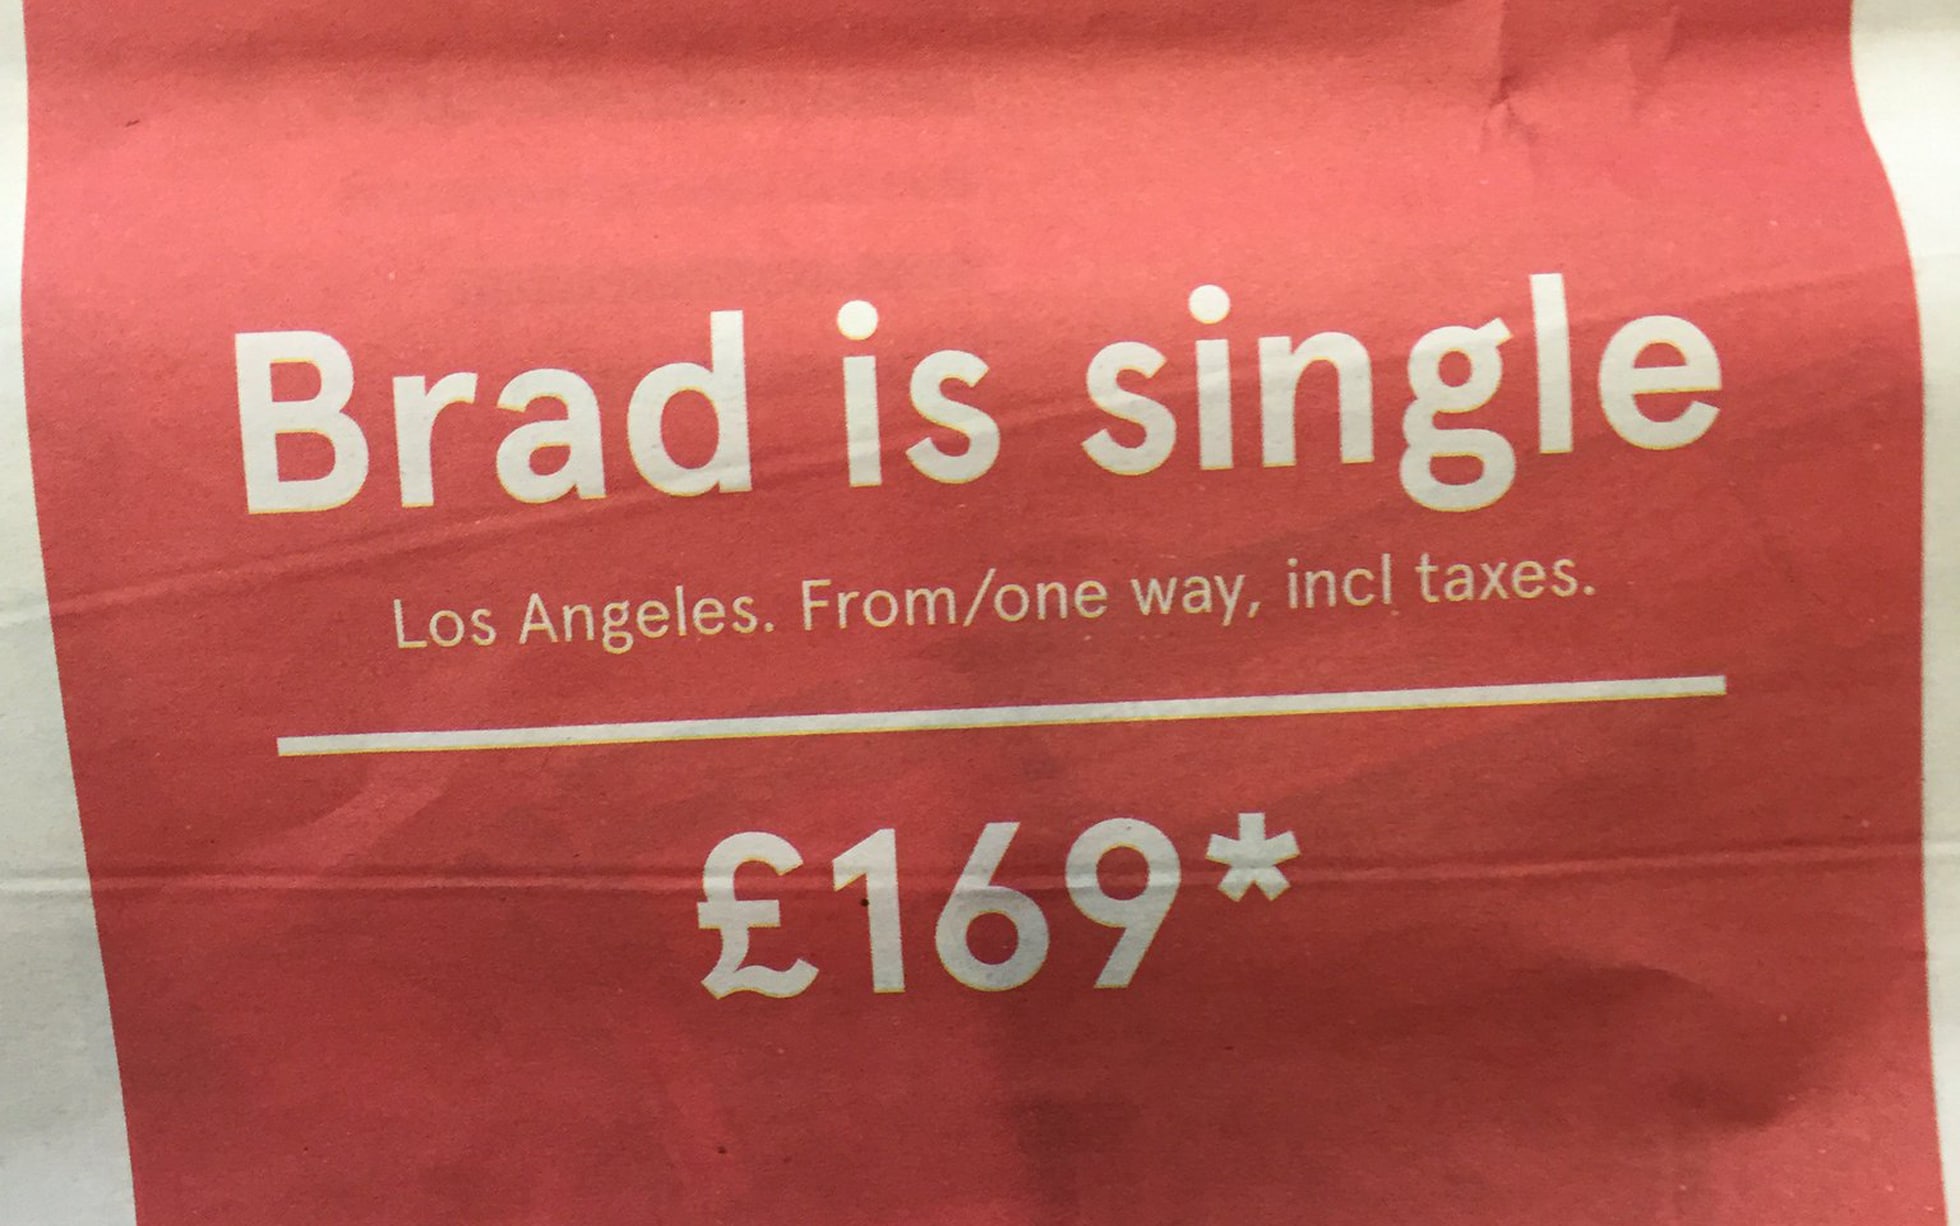 Brad is single
Los Angeles. From/one way, incl taxes.
£169*